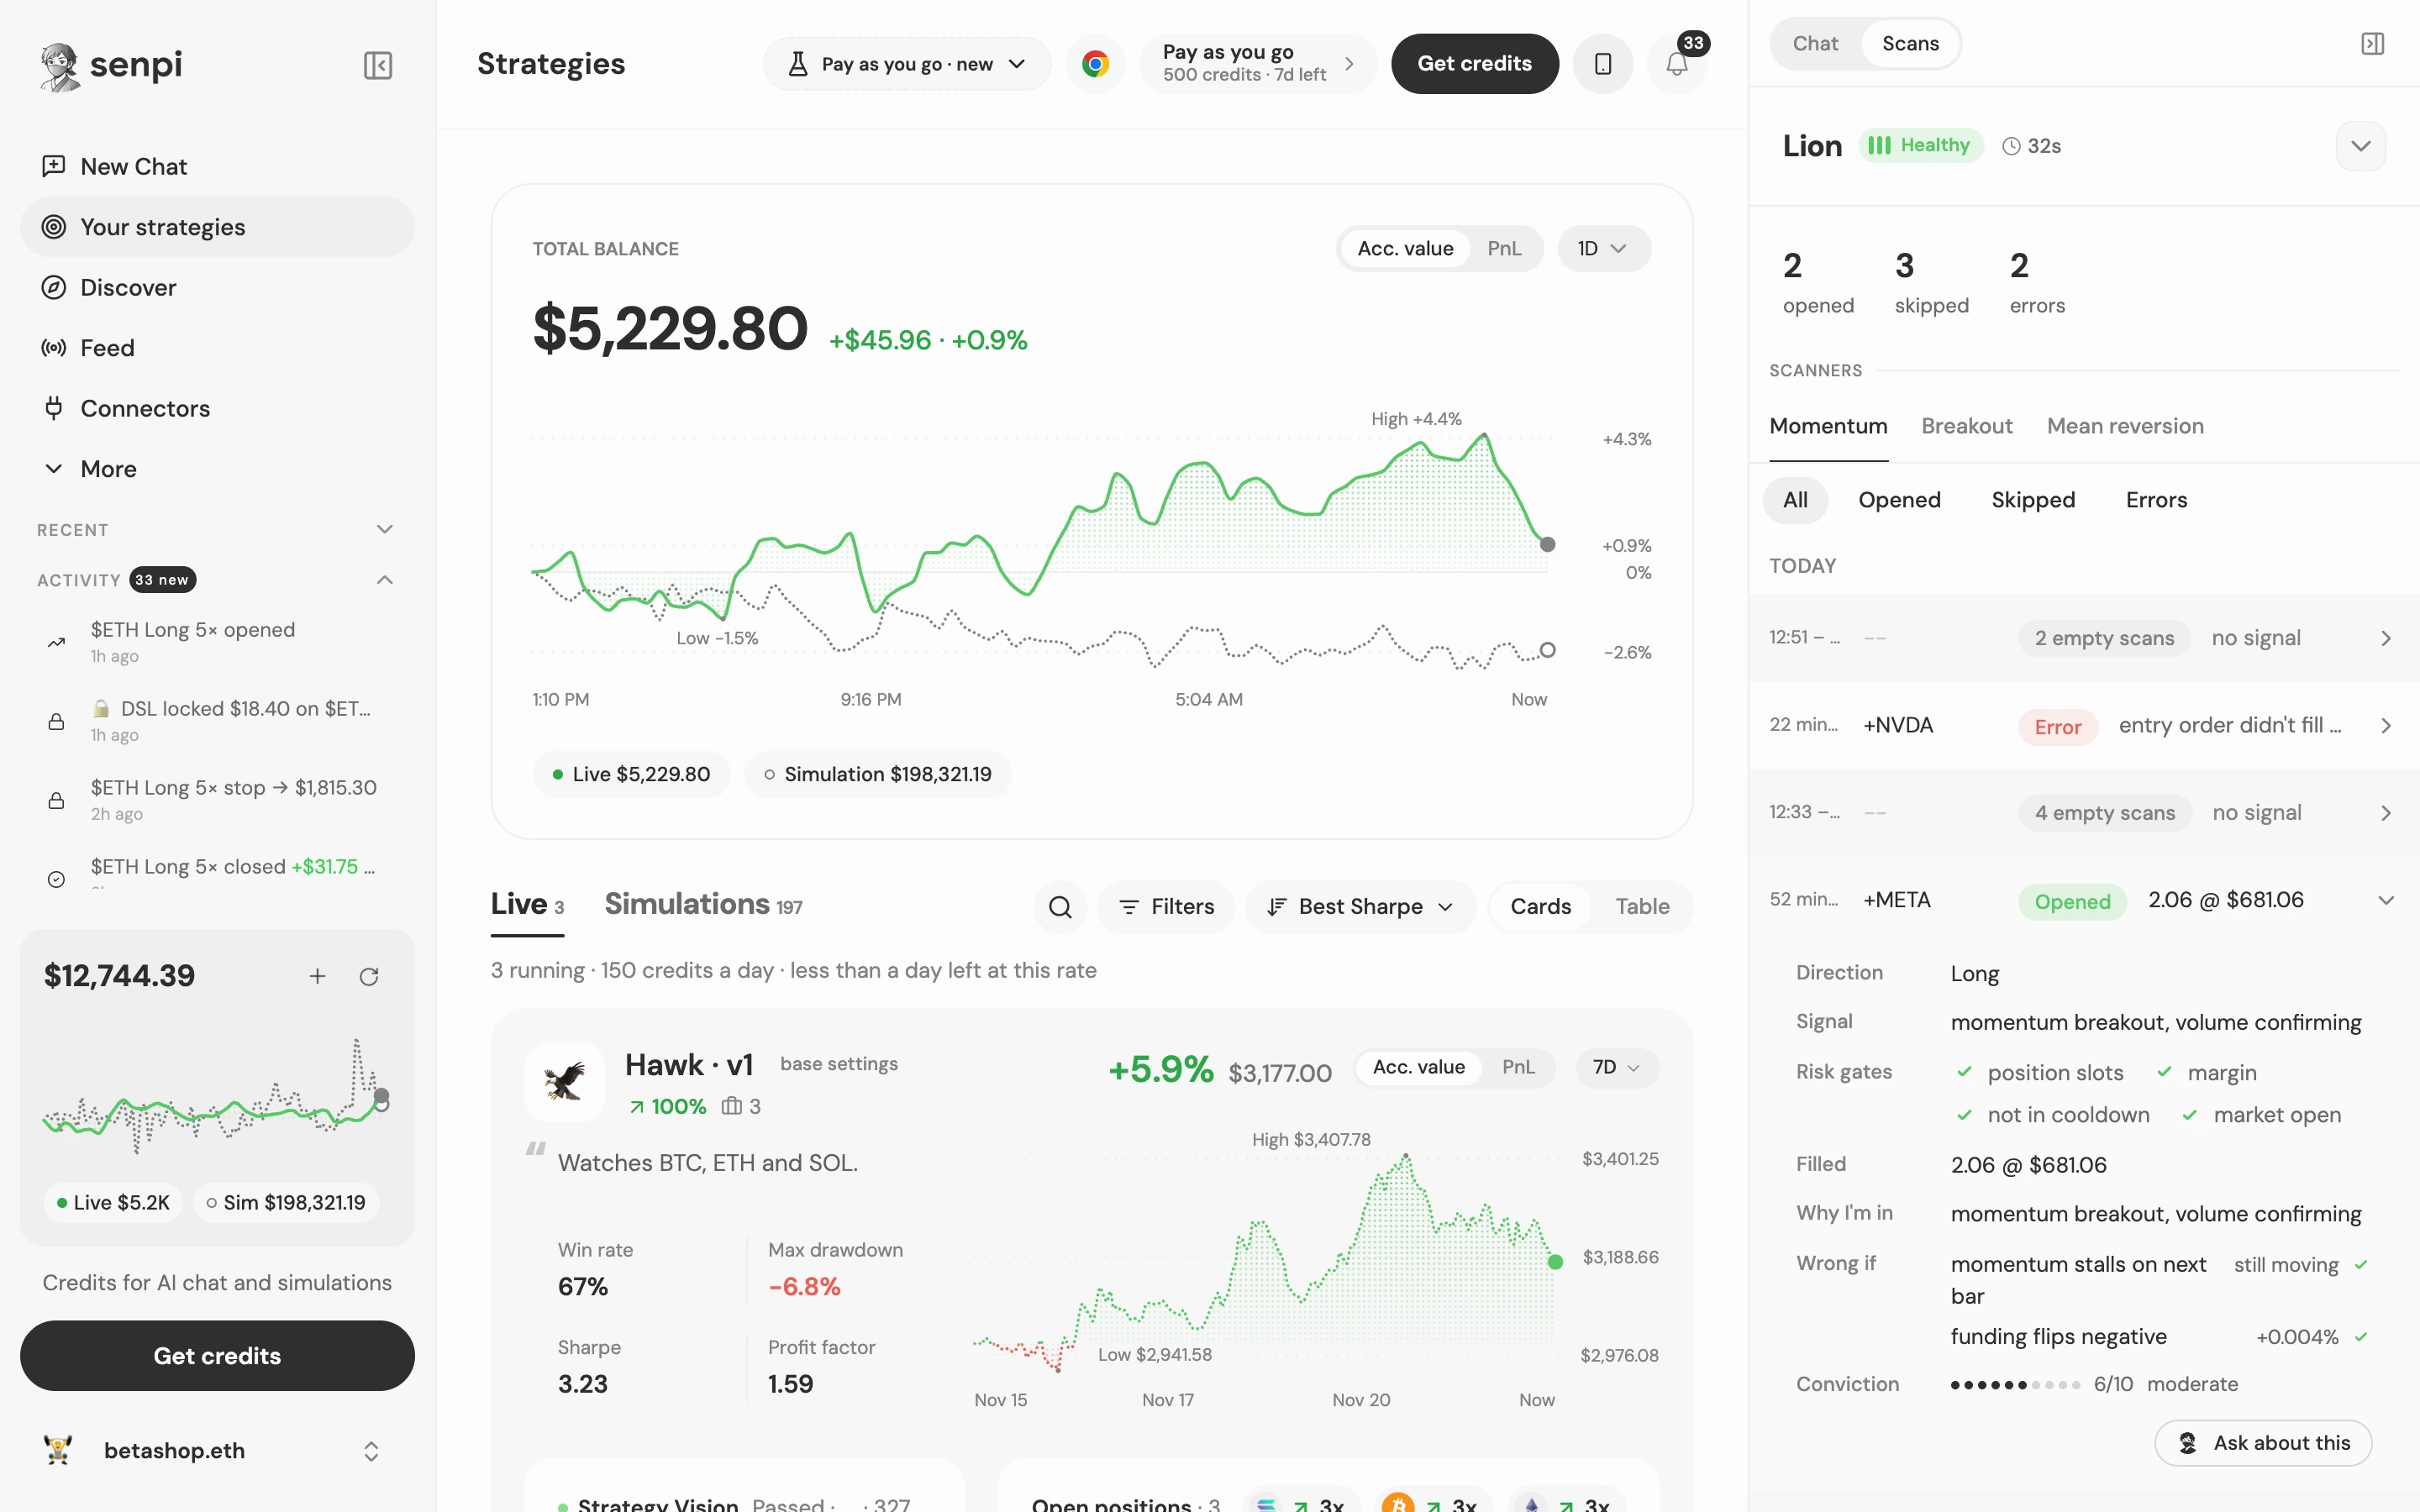 senpi
New Chat
Your strategies
Discover
Feed
Connectors
More
RECENT
ACTIVITY 33 new
$ETH Long 5× opened
1h ago
DSL locked $18.40 on $ET...
1h ago
$ETH Long 5× stop → $1,815.30
2h ago
$ETH Long 5× closed +$31.75 ...
$12,744.39
Live $5.2K
Sim $198,321.19
Credits for AI chat and simulations
Get credits
betashop.eth
Strategies
Pay as you go · new
Pay as you go
500 credits · 7d left
Get credits
33
TOTAL BALANCE
Acc. value PnL
1D
$5,229.80 +$45.96 · +0.9%
High +4.4%
+4.3%
+0.9%
0%
Low −1.5%
−2.6%
1:10 PM 9:16 PM 5:04 AM Now
Live $5,229.80
Simulation $198,321.19
Live 3 Simulations 197
Filters
Best Sharpe
Cards Table
3 running · 150 credits a day · less than a day left at this rate
Hawk · v1 base settings
100% 3
+5.9% $3,177.00
Acc. value PnL
7D
Watches BTC, ETH and SOL.
Win rate
67%
Max drawdown
−6.8%
Sharpe
3.23
Profit factor
1.59
High $3,407.78
$3,401.25
$3,188.66
Low $2,941.58
$2,976.08
Nov 15 Nov 17 Nov 20 Now
Strategy Vision Passed · · 327
Open positions · 3
3x 3x 3x
Chat Scans
Lion Healthy 32s
2 opened
3 skipped
2 errors
SCANNERS
Momentum Breakout Mean reversion
All Opened Skipped Errors
TODAY
12:51 – ... –– 2 empty scans no signal
22 min... +NVDA Error entry order didn't fill ...
12:33 –... –– 4 empty scans no signal
52 min... +META Opened 2.06 @ $681.06
Direction Long
Signal momentum breakout, volume confirming
Risk gates position slots margin
not in cooldown market open
Filled 2.06 @ $681.06
Why I'm in momentum breakout, volume confirming
Wrong if momentum stalls on next still moving
bar
funding flips negative +0.004%
Conviction 6/10 moderate
Ask about this